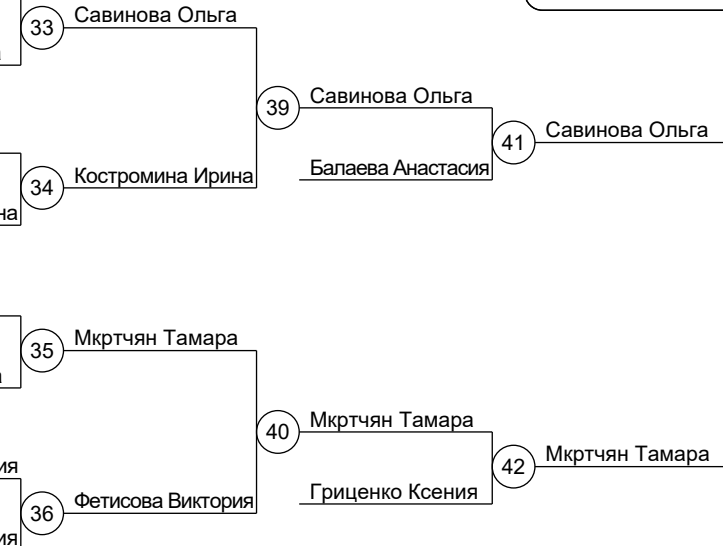 33
Савинова Ольга
39
Савинова Ольга
41
Савинова Ольга
Балаева Анастасия
34
Костромина Ирина
35
Мкртчян Тамара
40
Мкртчян Тамара
42
Мкртчян Тамара
Гриценко Ксения
36
Фетисова Виктория